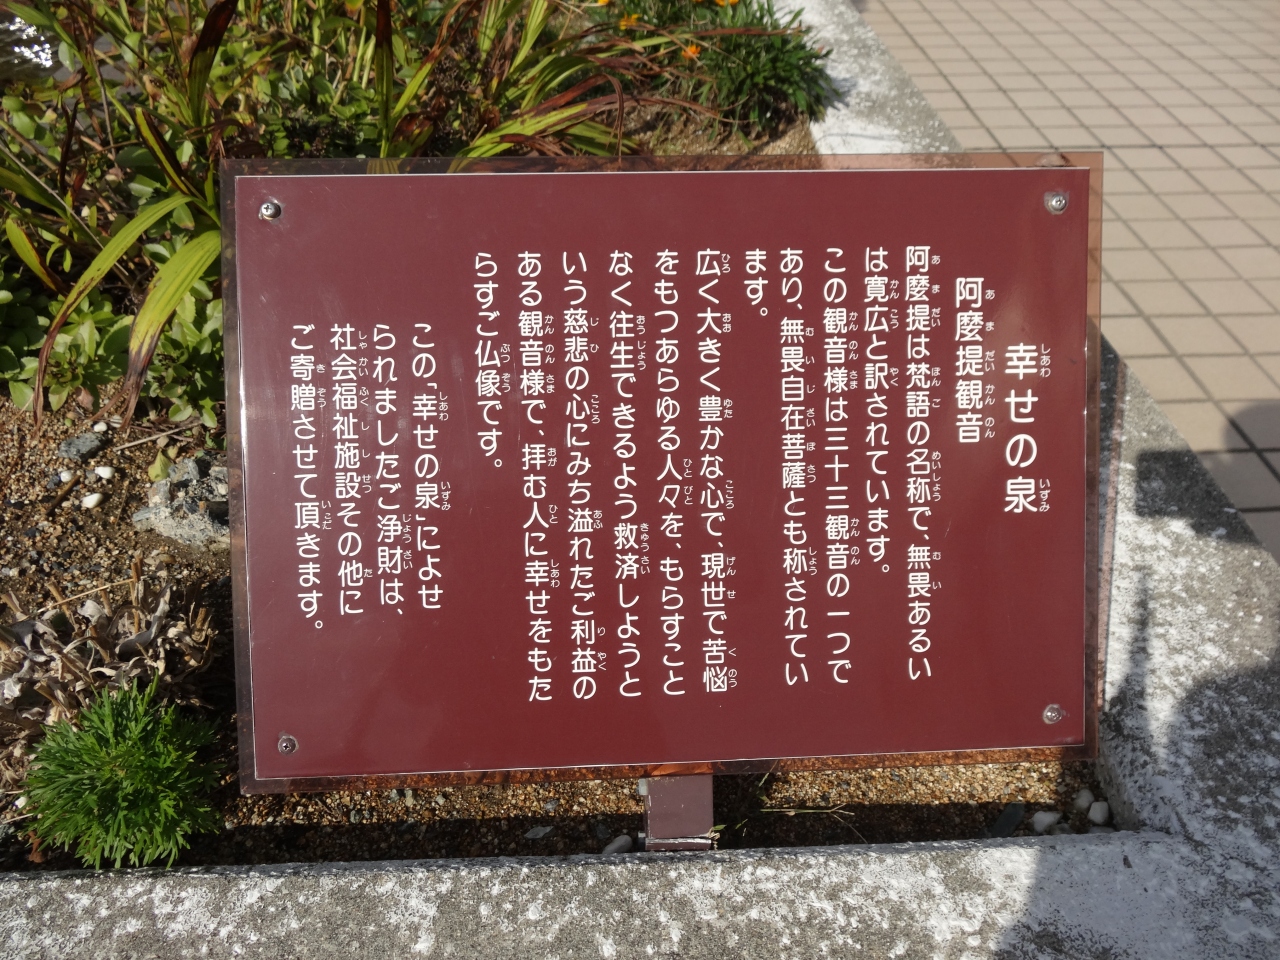 幸せの泉
阿麼提観音
阿麼提は梵語の名称で、無畏あるい
は寛広と訳されています。
この観音様は三十三観音の一つで
あり、無畏自在菩薩とも称されてい
ます。
広く大きく豊かな心で、現世で苦悩
をもつあらゆる人々を、もらすこと
なく往生できるよう救済しようと
いう慈悲の心にみち溢れたご利益の
ある観音様で、拝む人に幸せをもた
らすご仏像です。
この「幸せの泉」によせ
られましたご浄財は、
社会福祉施設その他に
ご寄贈させて頂きます。